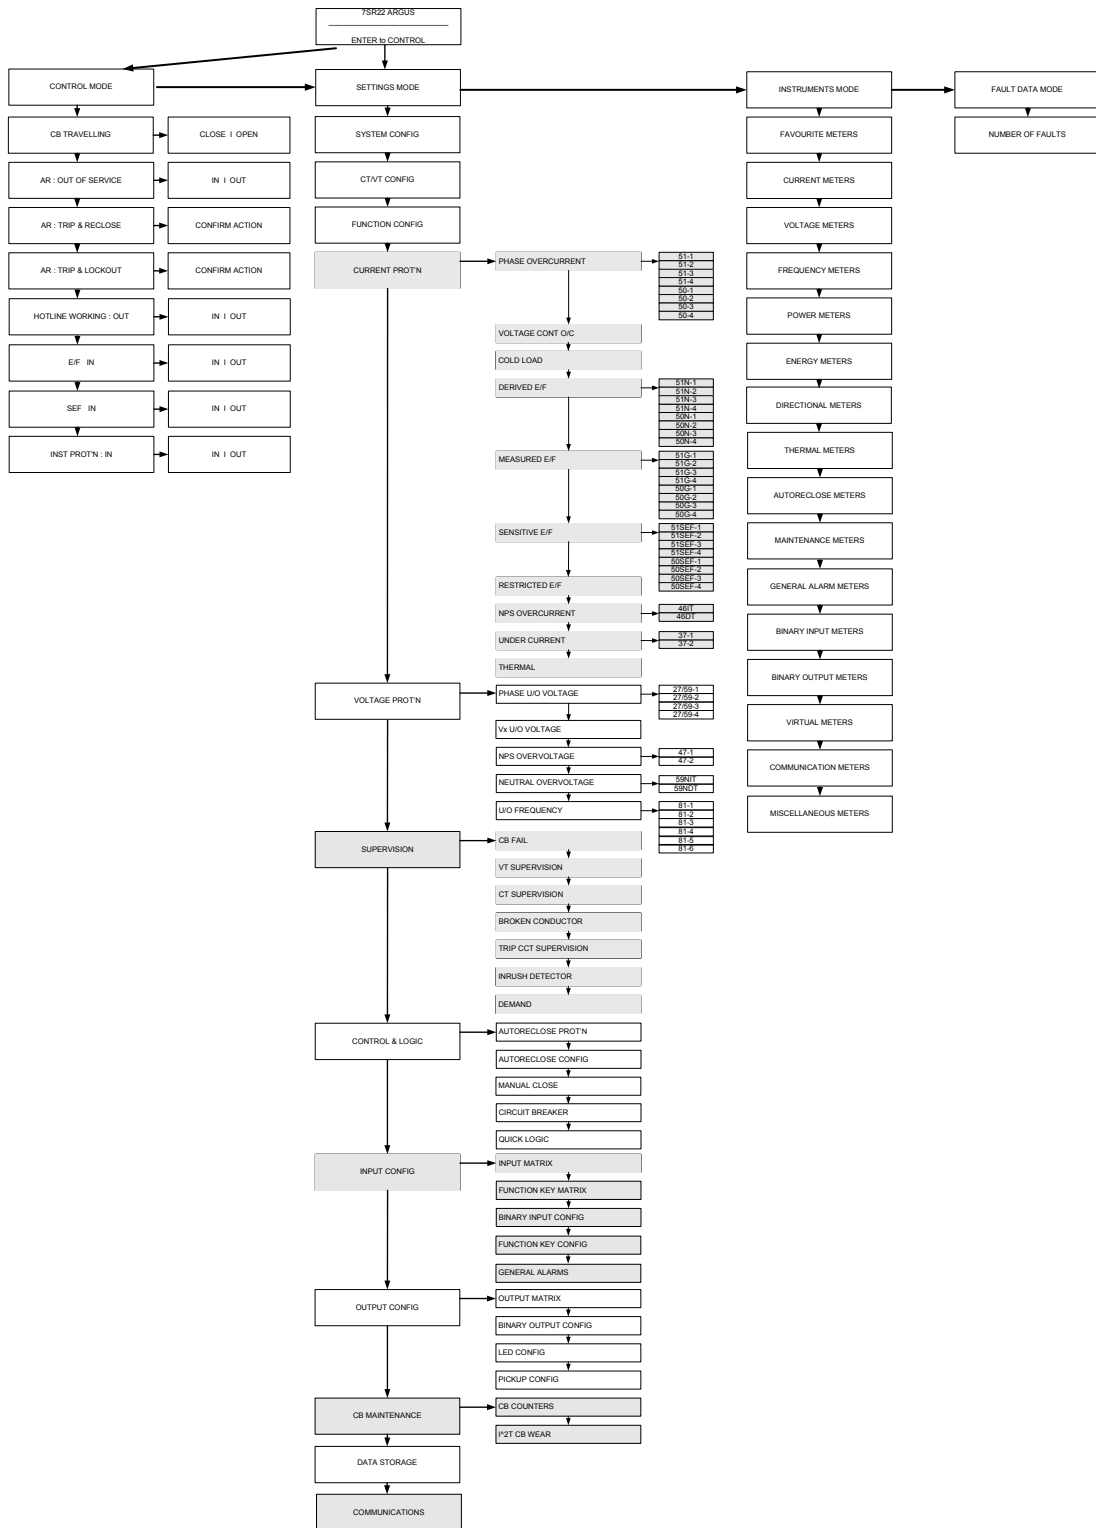 7SR22 ARGUS
ENTER to CONTROL
CONTROL MODE
CB TRAVELLING
CLOSE I OPEN
AR : OUT OF SERVICE
IN I OUT
AR : TRIP & RECLOSE
CONFIRM ACTION
AR : TRIP & LOCKOUT
CONFIRM ACTION
HOTLINE WORKING : OUT
IN I OUT
E/F IN
IN I OUT
SEF IN
IN I OUT
INST PROT'N : IN
IN I OUT
SETTINGS MODE
SYSTEM CONFIG
CT/VT CONFIG
FUNCTION CONFIG
CURRENT PROT'N
PHASE OVERCURRENT
51-1
51-2
51-3
51-4
50-1
50-2
50-3
50-4
VOLTAGE CONT O/C
COLD LOAD
DERIVED E/F
51N-1
51N-2
51N-3
51N-4
50N-1
50N-2
50N-3
50N-4
MEASURED E/F
51G-1
51G-2
51G-3
51G-4
50G-1
50G-2
50G-3
50G-4
SENSITIVE E/F
51SEF-1
51SEF-2
51SEF-3
51SEF-4
50SEF-1
50SEF-2
50SEF-3
50SEF-4
RESTRICTED E/F
NPS OVERCURRENT
46IT
46DT
UNDER CURRENT
37-1
37-2
THERMAL
VOLTAGE PROT'N
PHASE U/O VOLTAGE
27/59-1
27/59-2
27/59-3
27/59-4
Vx U/O VOLTAGE
NPS OVERVOLTAGE
47-1
47-2
NEUTRAL OVERVOLTAGE
59NIT
59NDT
U/O FREQUENCY
81-1
81-2
81-3
81-4
81-5
81-6
SUPERVISION
CB FAIL
VT SUPERVISION
CT SUPERVISION
BROKEN CONDUCTOR
TRIP CCT SUPERVISION
INRUSH DETECTOR
DEMAND
CONTROL & LOGIC
AUTORECLOSE PROT'N
AUTORECLOSE CONFIG
MANUAL CLOSE
CIRCUIT BREAKER
QUICK LOGIC
INPUT CONFIG
INPUT MATRIX
FUNCTION KEY MATRIX
BINARY INPUT CONFIG
FUNCTION KEY CONFIG
GENERAL ALARMS
OUTPUT CONFIG
OUTPUT MATRIX
BINARY OUTPUT CONFIG
LED CONFIG
PICKUP CONFIG
CB MAINTENANCE
CB COUNTERS
I^2T CB WEAR
DATA STORAGE
COMMUNICATIONS
INSTRUMENTS MODE
FAVOURITE METERS
CURRENT METERS
VOLTAGE METERS
FREQUENCY METERS
POWER METERS
ENERGY METERS
DIRECTIONAL METERS
THERMAL METERS
AUTORECLOSE METERS
MAINTENANCE METERS
GENERAL ALARM METERS
BINARY INPUT METERS
BINARY OUTPUT METERS
VIRTUAL METERS
COMMUNICATION METERS
MISCELLANEOUS METERS
FAULT DATA MODE
NUMBER OF FAULTS